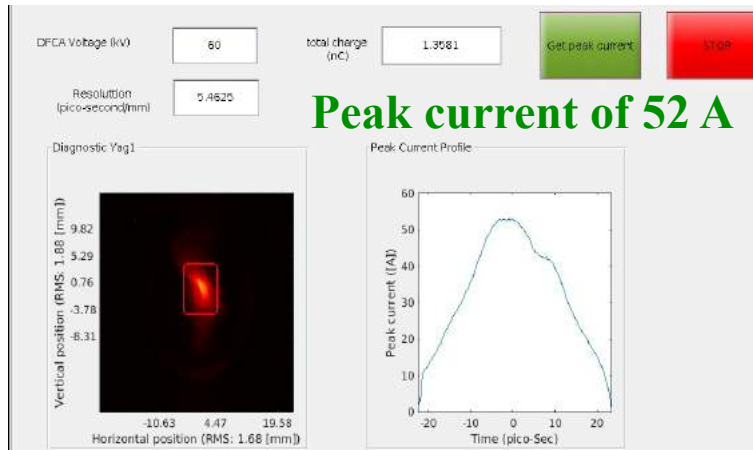 DFCA Voltage (kV)
60
total charge
(nC)
1.3581
Get peak current
STOP
Resolution
(pico-second/mm)
5.4625
Peak current of 52 A
Diagnostic Yag1
Peak Current Profile
Vertical position (RMS: 1.88 [mm])
9.82
5.29
0.76
-3.78
-8.31
-10.63
4.47
19.58
Horizontal position (RMS: 1.68 [mm])
Peak current ([A])
60
50
40
30
20
10
0
-20
-10
0
10
20
Time (pico-Sec)